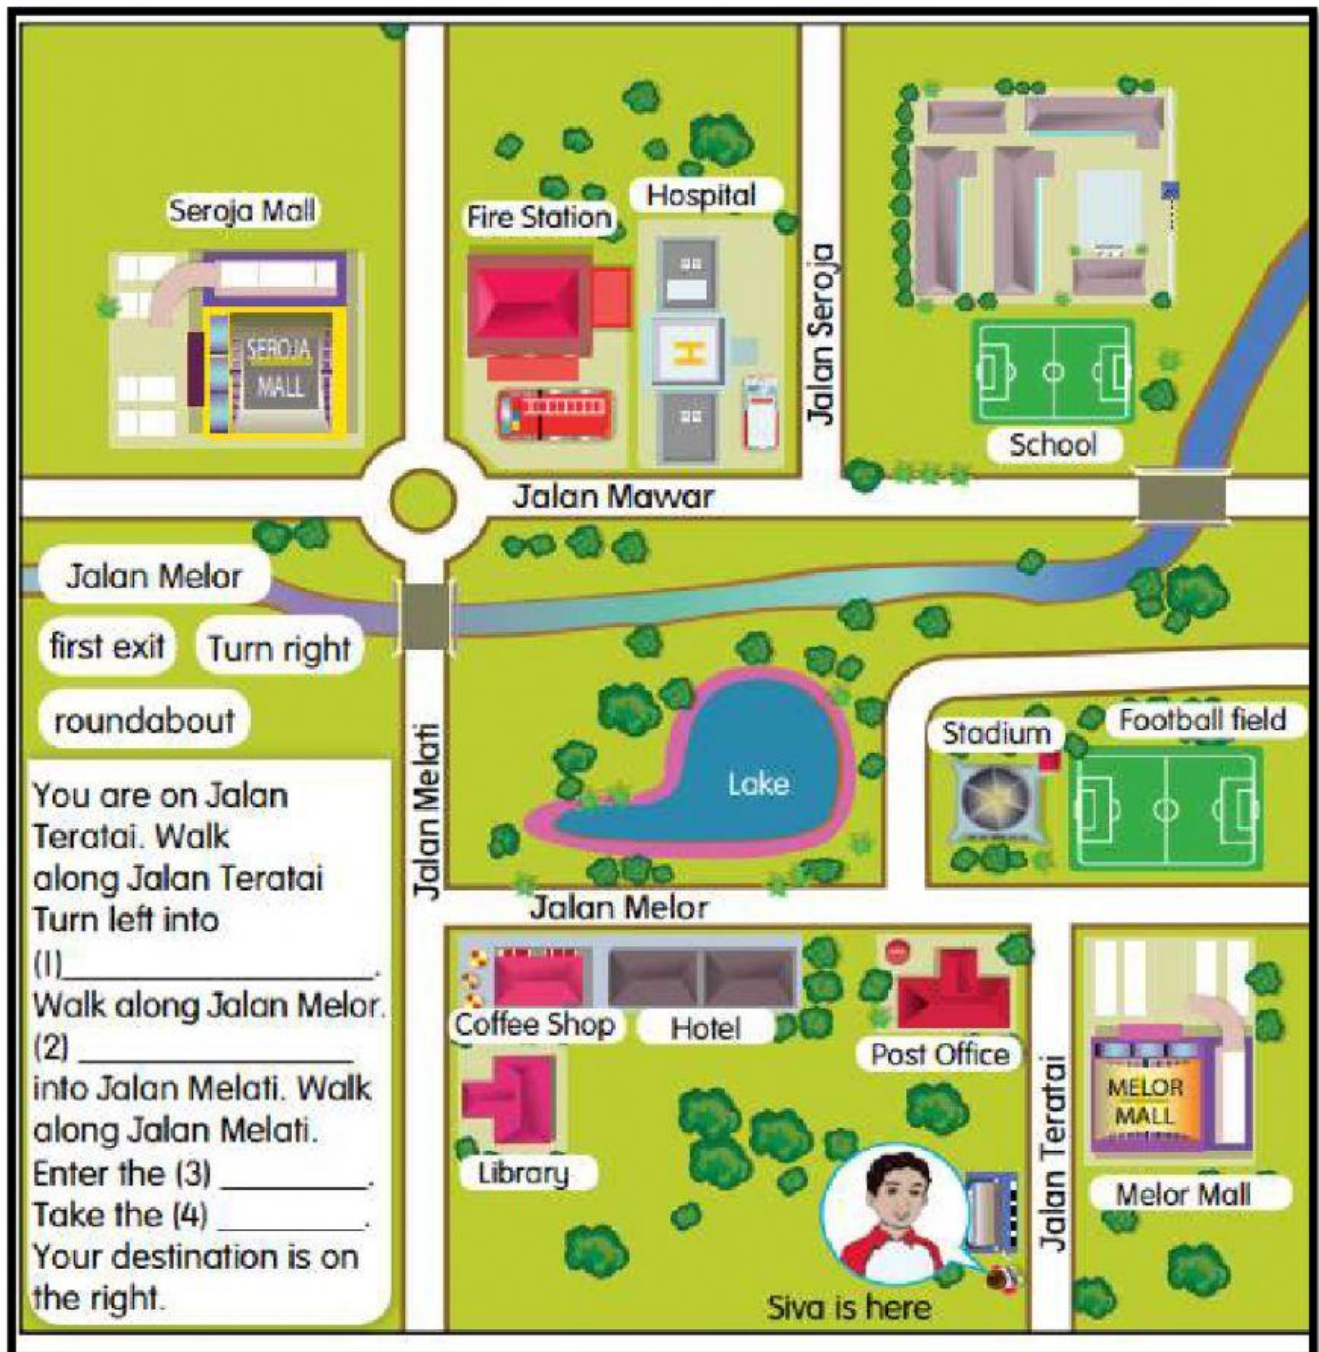 Seroja Mall
Fire Station
Hospital
SEROJA
MALL
H
Jalan Seroja
School
Jalan Mawar
Jalan Melor
first exit
Turn right
roundabout
Stadium
Football field
Lake
Jalan Melati
You are on Jalan
Teratai. Walk
along Jalan Teratai
Turn left into
(1)____________________.
Walk along Jalan Melor.
(2) __________________
into Jalan Melati. Walk
along Jalan Melati.
Enter the (3) __________.
Take the (4) __________.
Your destination is on
the right.
Jalan Melor
Coffee Shop
Hotel
Post Office
Library
Jalan Teratai
MELOR
MALL
Melor Mall
Siva is here